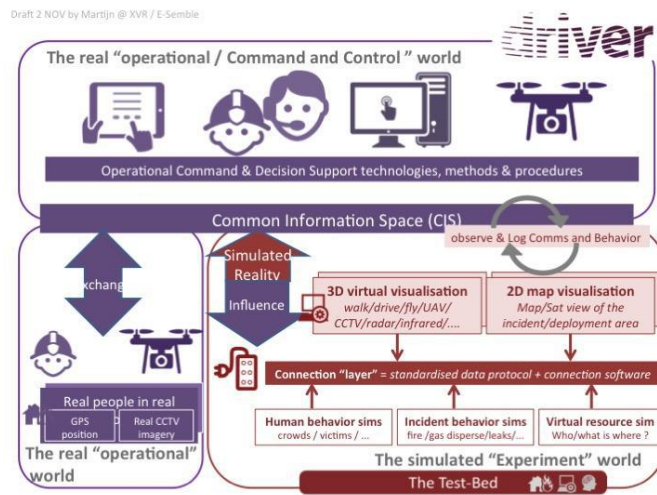 Draft 2 NOV by Martijn @ XVR / E-Semble
driver
The real “operational / Command and Control ” world
Operational Command & Decision Support technologies, methods & procedures
Common Information Space (CIS)
observe & Log Comms and Behavior
Exchang
Simulated
Reality
Influence
3D virtual visualisation
walk/drive/fly/UAV/
CCTV/radar/infrared/....
2D map visualisation
Map/Sat view of the
incident/deployment area
Connection “layer” = standardised data protocol + connection software
Real people in real
GPS
position
Real CCTV
imagery
The real “operational”
world
Human behavior sims
crowds / victims / ...
Incident behavior sims
fire /gas disperse/leaks/...
Virtual resource sim
Who/what is where ?
The simulated “Experiment” world
The Test-Bed